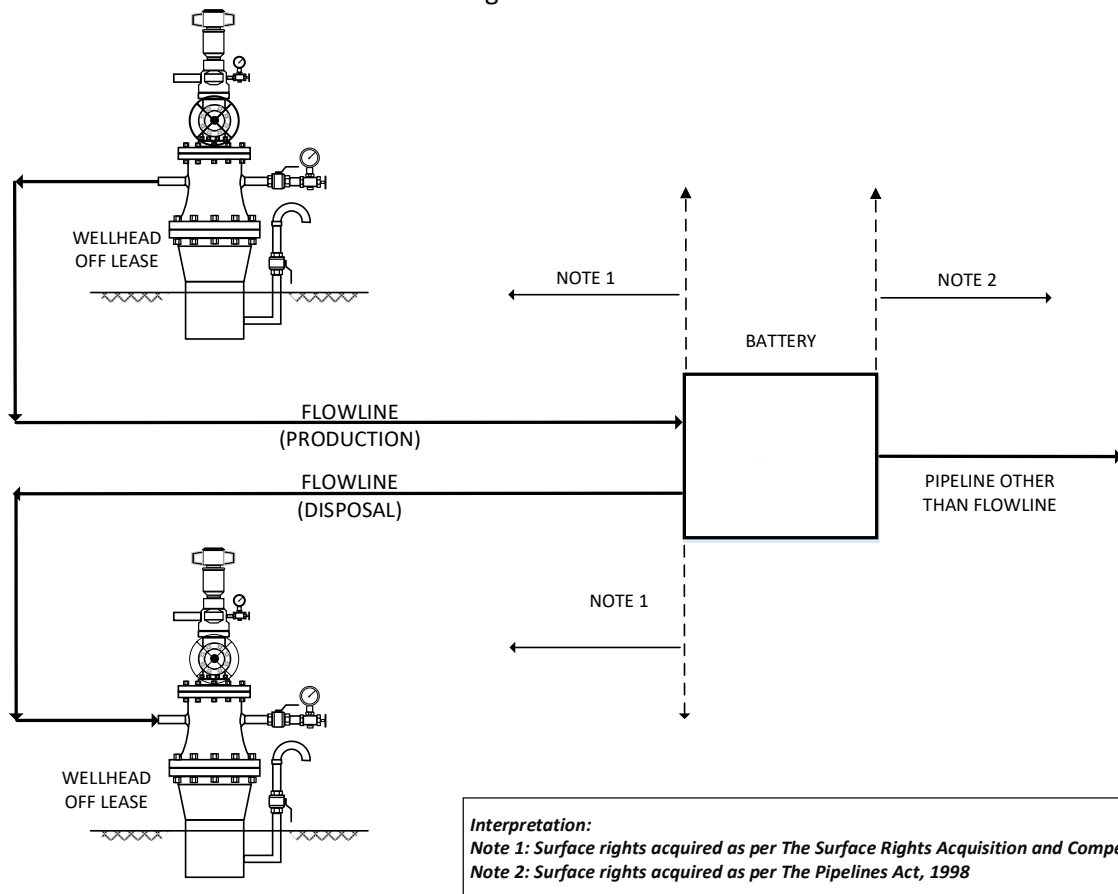 WELLHEAD
OFF LEASE
NOTE 1
NOTE 2
BATTERY
FLOWLINE
(PRODUCTION)
FLOWLINE
(DISPOSAL)
PIPELINE OTHER
THAN FLOWLINE
NOTE 1
WELLHEAD
OFF LEASE
Interpretation:
Note 1: Surface rights acquired as per The Surface Rights Acquisition and
Note 2: Surface rights acquired as per The Pipelines Act, 1998